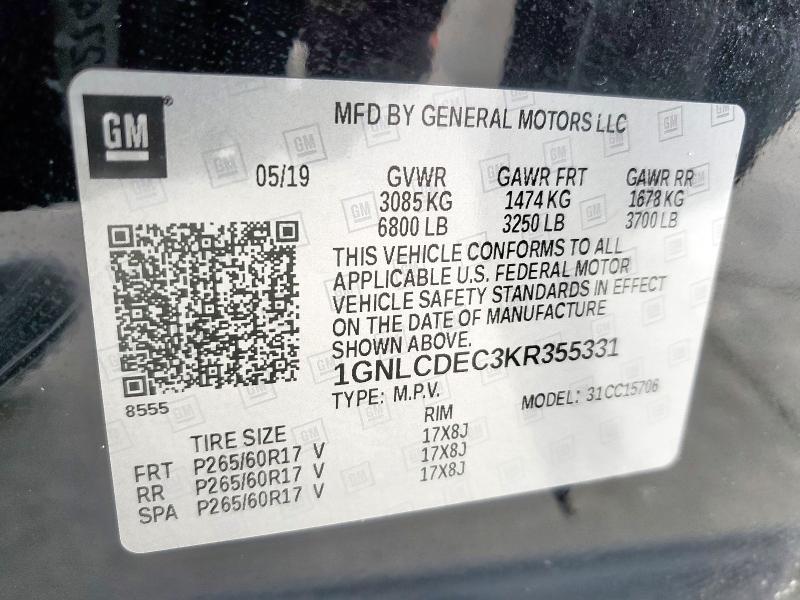 GM
MFD BY GENERAL MOTORS LLC
05/19 GVWR GAWR FRT GAWR RR
3085 KG 1474 KG 1678 KG
6800 LB 3250 LB 3700 LB
THIS VEHICLE CONFORMS TO ALL
APPLICABLE U.S. FEDERAL MOTOR
VEHICLE SAFETY STANDARDS IN EFFECT
ON THE DATE OF MANUFACTURE
SHOWN ABOVE.
1GNLCDEC3KR355331
TYPE: M.P.V. MODEL: 31CC15706
8555
TIRE SIZE RIM
FRT P265/60R17 V 17X8J
RR P265/60R17 V 17X8J
SPA P265/60R17 V 17X8J